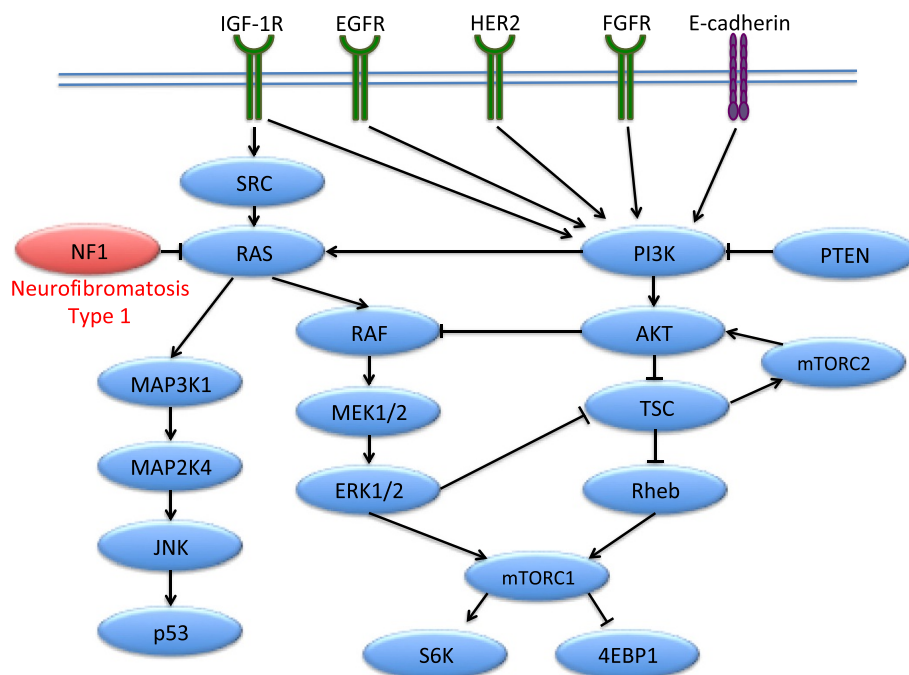 IGF-1R
EGFR
HER2
FGFR
E-cadherin
SRC
NF1
RAS
PI3K
PTEN
Neurofibromatosis
Type 1
RAF
AKT
mTORC2
MAP3K1
MEK1/2
TSC
MAP2K4
ERK1/2
Rheb
JNK
mTORC1
p53
S6K
4EBP1